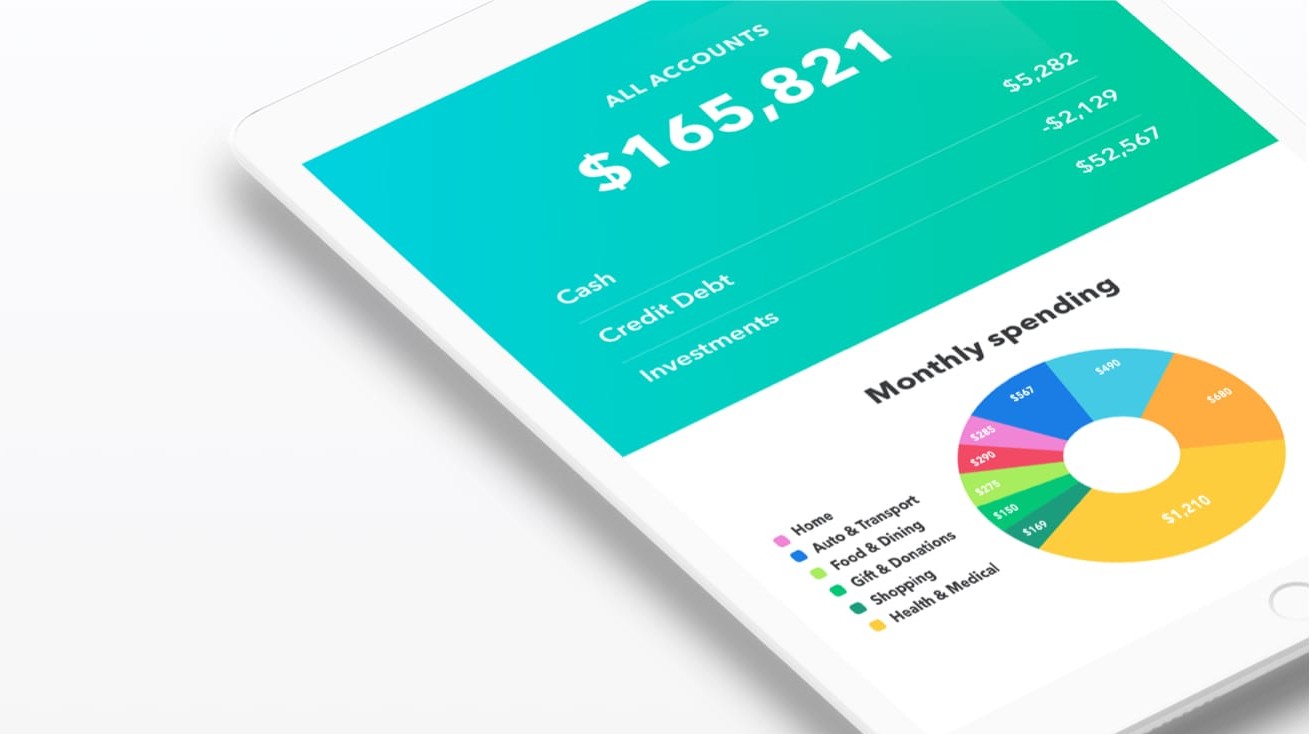 ALL ACCOUNTS
$165,821
Cash $5,282
Credit Debt -$2,129
Investments $52,567
Monthly spending
$490
$567
$680
$285
$290
$275
$150
$169
$1,210
Home
Auto & Transport
Food & Dining
Gift & Donations
Shopping
Health & Medical